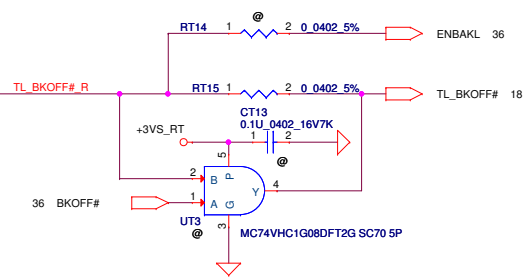 @
RT14 1 2 0_0402_5%
ENBAKL 36
TL_BKOFF#_R
RT15 1 2 0_0402_5%
TL_BKOFF# 18
CT13
0.1U_0402_16V7K
+3VS_RT
1 2
@
5
P
2 B
Y 4
36 BKOFF# 1 A
G
UT3
3
@
MC74VHC1G08DFT2G SC70 5P